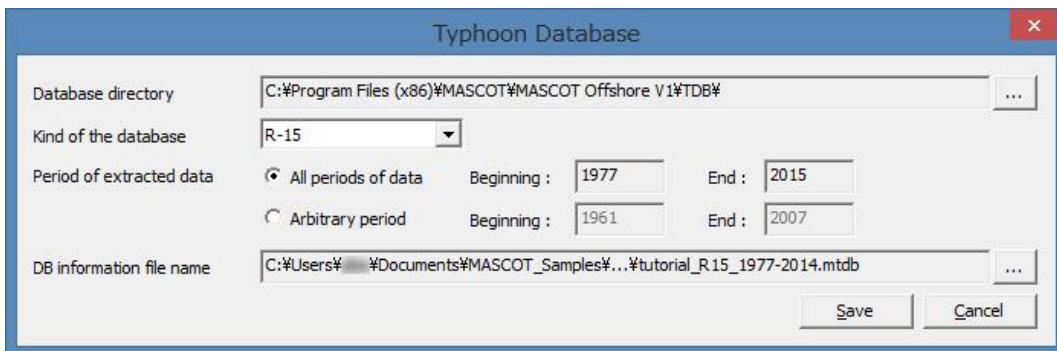 Typhoon Database
Database directory C:¥Program Files (x86)¥MASCOT¥MASCOT Offshore V1¥TDB¥ ...
Kind of the database R-15
Period of extracted data All periods of data Beginning : 1977 End : 2015
Arbitrary period Beginning : 1961 End : 2007
DB information file name C:¥Users¥ ¥Documents¥MASCOT_Samples¥...¥tutorial_R15_1977-2014.mtdb ...
Save Cancel